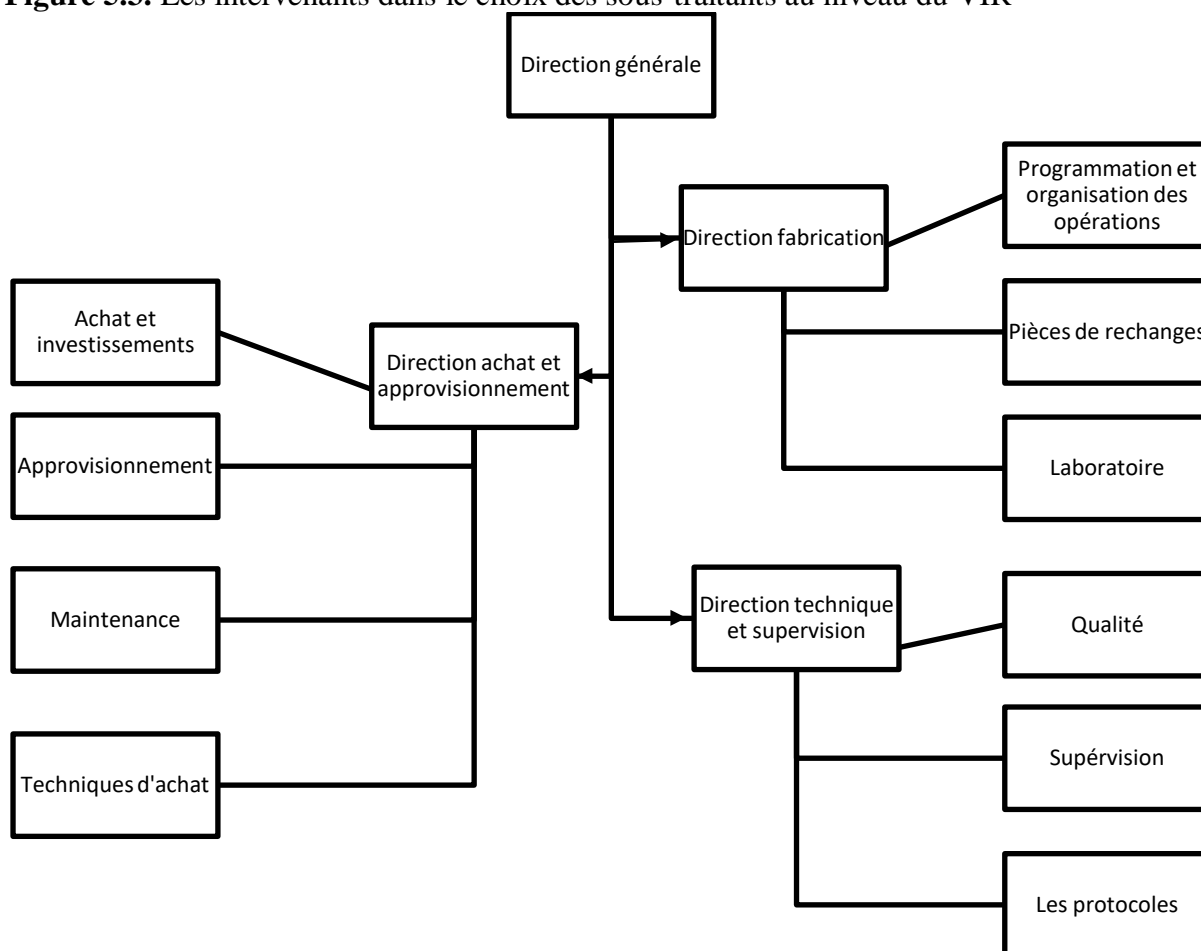 Figure 3.3. Les intervenants dans le choix des sous-traitants au niveau du VIR
Direction générale
Programmation et
organisation des
opérations
Direction fabrication
Achat et
investissements
Pièces de rechanges
Direction achat et
approvisionnement
Approvisionnement
Laboratoire
Maintenance
Direction technique
et supervision
Qualité
Techniques d'achat
Supérvision
Les protocoles